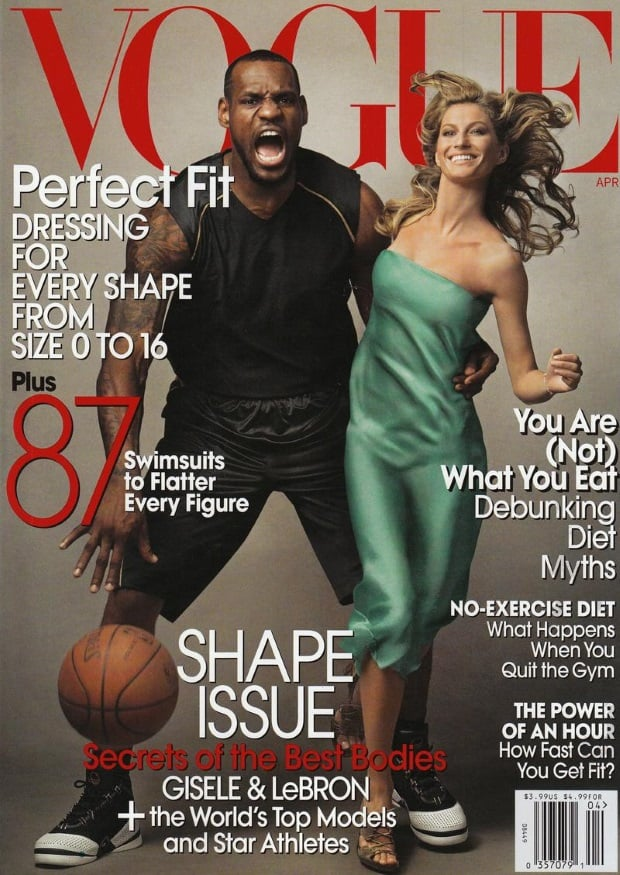 VOGUE
APR
Perfect Fit
DRESSING
FOR
EVERY SHAPE
FROM
SIZE 0 TO 16
Plus
87
Swimsuits
to Flatter
Every Figure
You Are
(Not)
What You Eat
Debunking
Diet
Myths
NO-EXERCISE DIET
What Happens
When You
Quit the Gym
THE POWER
OF AN HOUR
How Fast Can
You Get Fit?
SHAPE
ISSUE
Secrets of the Best Bodies
GISELE & LeBRON
+ the World's Top Models
and Star Athletes
$3.99US $4.99FOR
04>
08449
0 357079 1